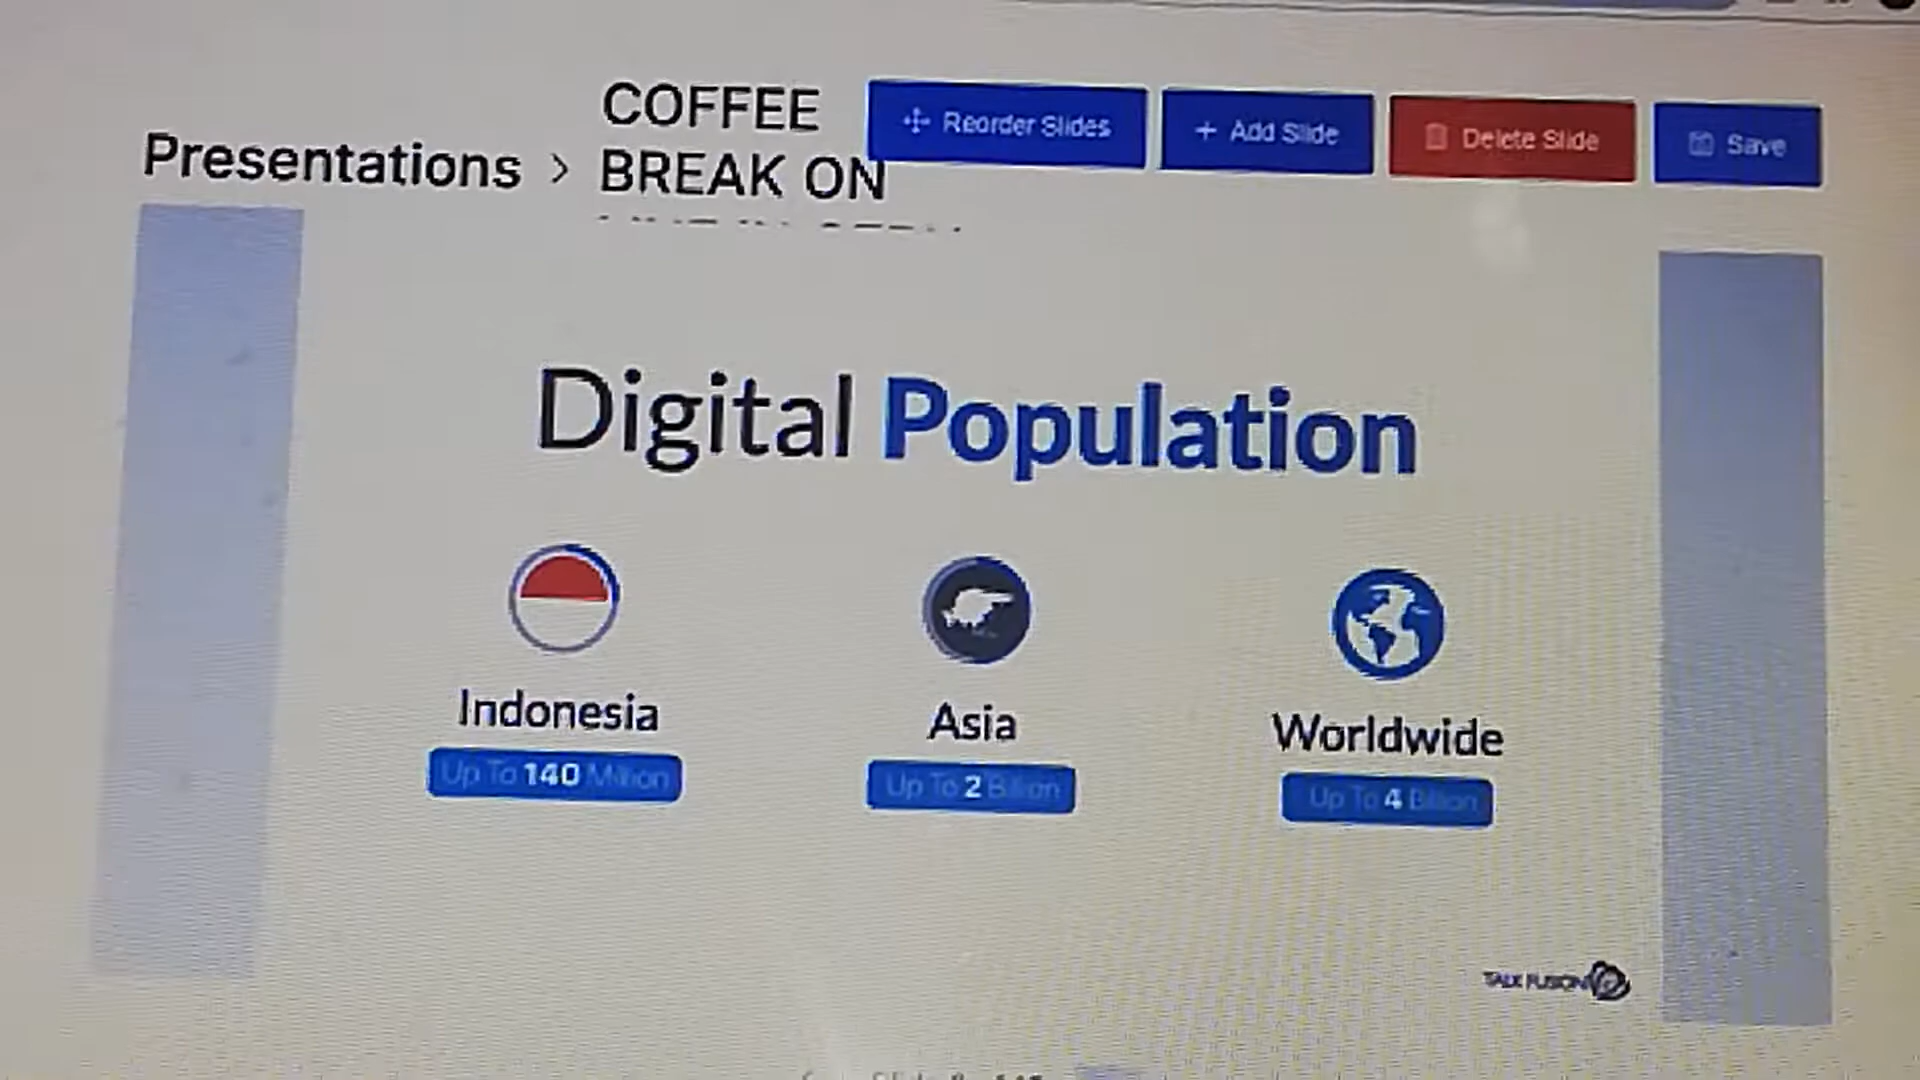 Presentations > COFFEE
BREAK ON
Reorder Slides
Add Slide
Delete Slide
Save
Digital Population
Indonesia
Up To 140 Million
Asia
Up To 2 Billion
Worldwide
Up To 4 Billion
TALK FUSION